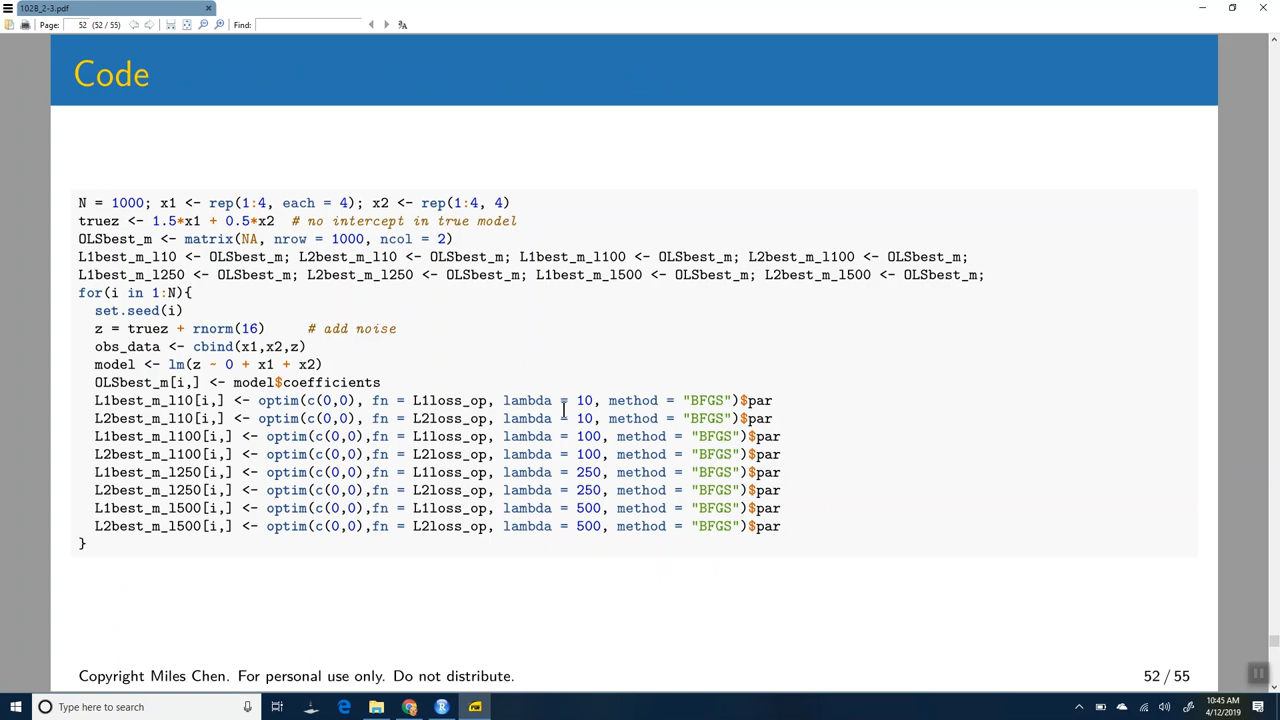 102B_2-3.pdf
Page: 52 (52 / 55) Find:
Code
N = 1000; x1 <- rep(1:4, each = 4); x2 <- rep(1:4, 4)
truez <- 1.5*x1 + 0.5*x2 # no intercept in true model
OLSbest_m <- matrix(NA, nrow = 1000, ncol = 2)
L1best_m_l10 <- OLSbest_m; L2best_m_l10 <- OLSbest_m; L1best_m_l100 <- OLSbest_m; L2best_m_l100 <- OLSbest_m;
L1best_m_l250 <- OLSbest_m; L2best_m_l250 <- OLSbest_m; L1best_m_l500 <- OLSbest_m; L2best_m_l500 <- OLSbest_m;
for(i in 1:N){
set.seed(i)
z = truez + rnorm(16) # add noise
obs_data <- cbind(x1,x2,z)
model <- lm(z ~ 0 + x1 + x2)
OLSbest_m[i,] <- model$coefficients
L1best_m_l10[i,] <- optim(c(0,0), fn = L1loss_op, lambda = 10, method = "BFGS")$par
L2best_m_l10[i,] <- optim(c(0,0), fn = L2loss_op, lambda = 10, method = "BFGS")$par
L1best_m_l100[i,] <- optim(c(0,0),fn = L1loss_op, lambda = 100, method = "BFGS")$par
L2best_m_l100[i,] <- optim(c(0,0),fn = L2loss_op, lambda = 100, method = "BFGS")$par
L1best_m_l250[i,] <- optim(c(0,0),fn = L1loss_op, lambda = 250, method = "BFGS")$par
L2best_m_l250[i,] <- optim(c(0,0),fn = L2loss_op, lambda = 250, method = "BFGS")$par
L1best_m_l500[i,] <- optim(c(0,0),fn = L1loss_op, lambda = 500, method = "BFGS")$par
L2best_m_l500[i,] <- optim(c(0,0),fn = L2loss_op, lambda = 500, method = "BFGS")$par
}
Copyright Miles Chen. For personal use only. Do not distribute. 52 / 55
Type here to search
10:45 AM
4/12/2019